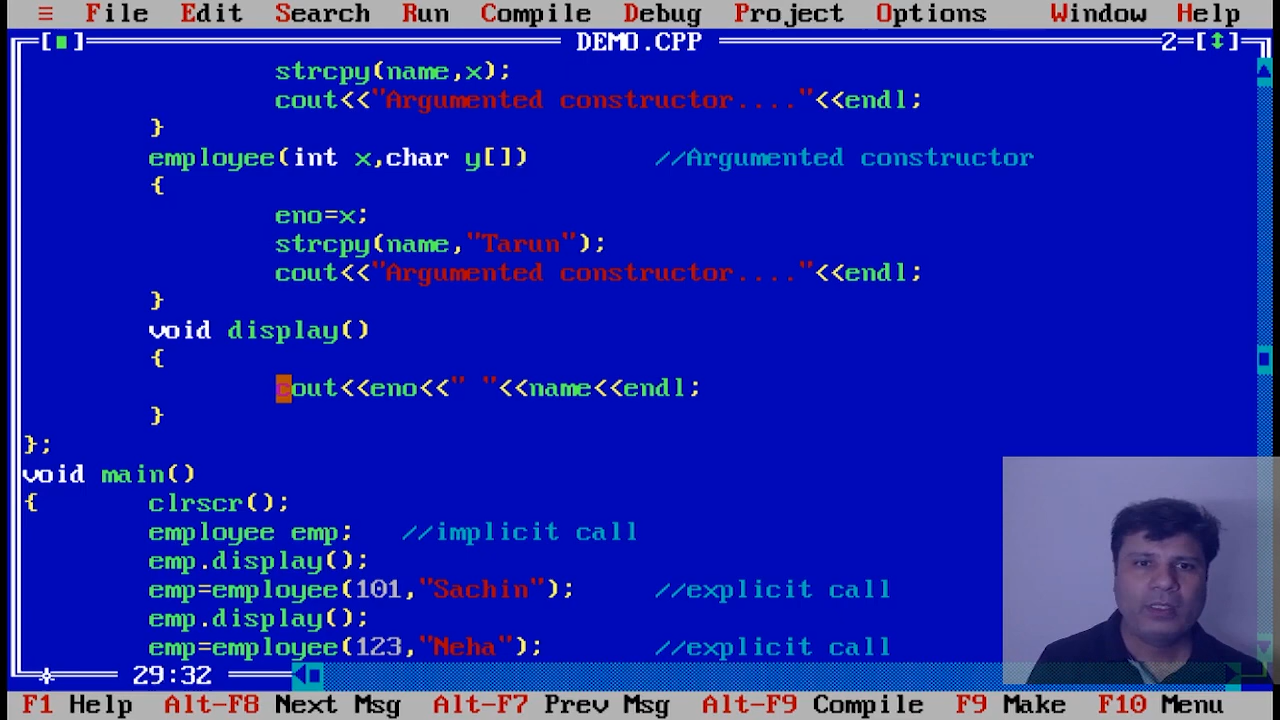 ≡ File Edit Search Run Compile Debug Project Options Window Help
[■] DEMO.CPP 2=[↕]
strcpy(name,x);
cout<<"Argumented constructor...."<<endl;
}
employee(int x,char y[]) //Argumented constructor
{
eno=x;
strcpy(name,"Tarun");
cout<<"Argumented constructor...."<<endl;
}
void display()
{
cout<<eno<<" "<<name<<endl;
}
};
void main()
{ clrscr();
employee emp; //implicit call
emp.display();
emp=employee(101,"Sachin"); //explicit call
emp.display();
emp=employee(123,"Neha"); //explicit call
29:32
F1 Help Alt-F8 Next Msg Alt-F7 Prev Msg Alt-F9 Compile F9 Make F10 Menu